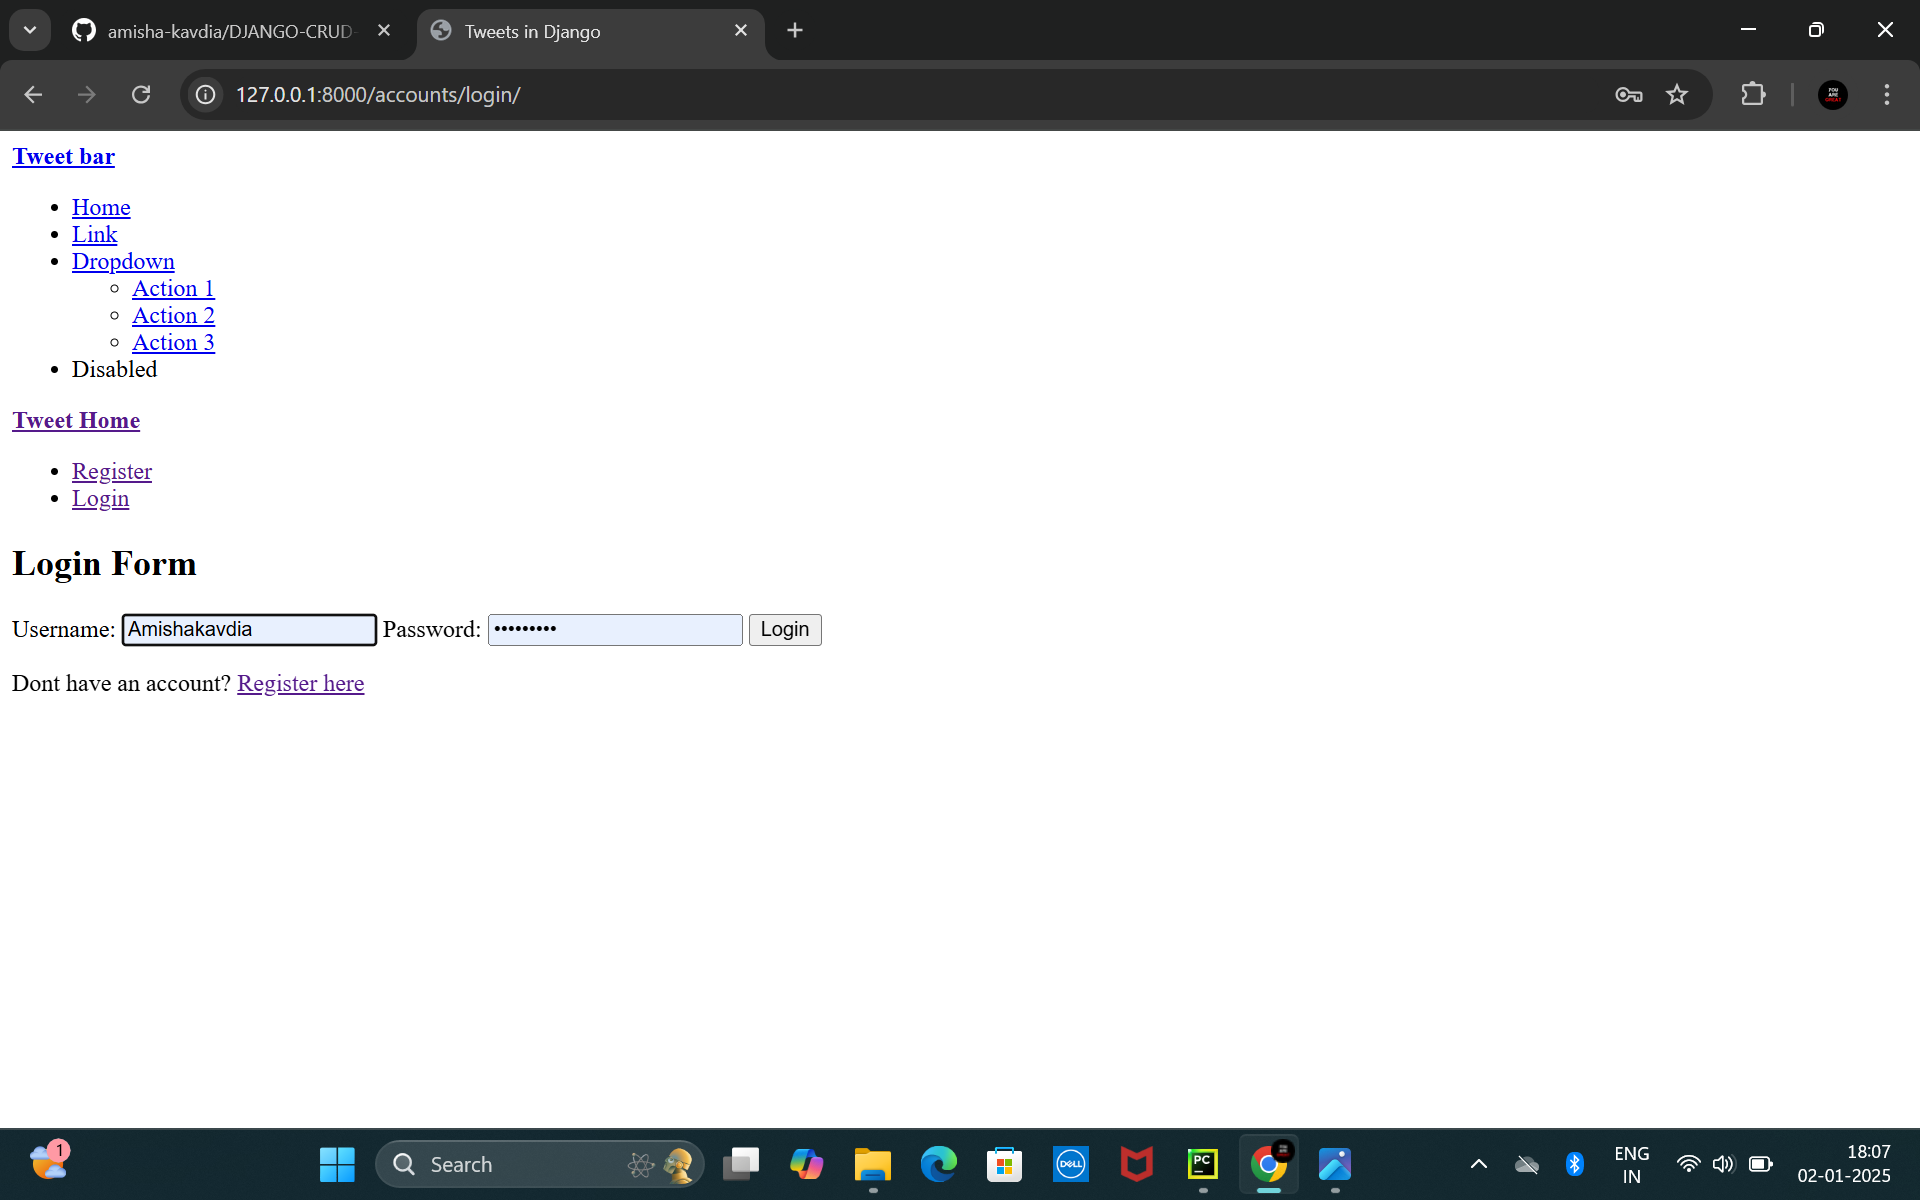 amisha-kavdia/DJANGO-CRUD-
Tweets in Django
127.0.0.1:8000/accounts/login/
Tweet bar
Home
Link
Dropdown
Action 1
Action 2
Action 3
Disabled
Tweet Home
Register
Login
Login Form
Username: Amishakavdia Password: ••••••••• Login
Dont have an account? Register here
1
Search
DELL
PC
ENG
IN
18:07
02-01-2025